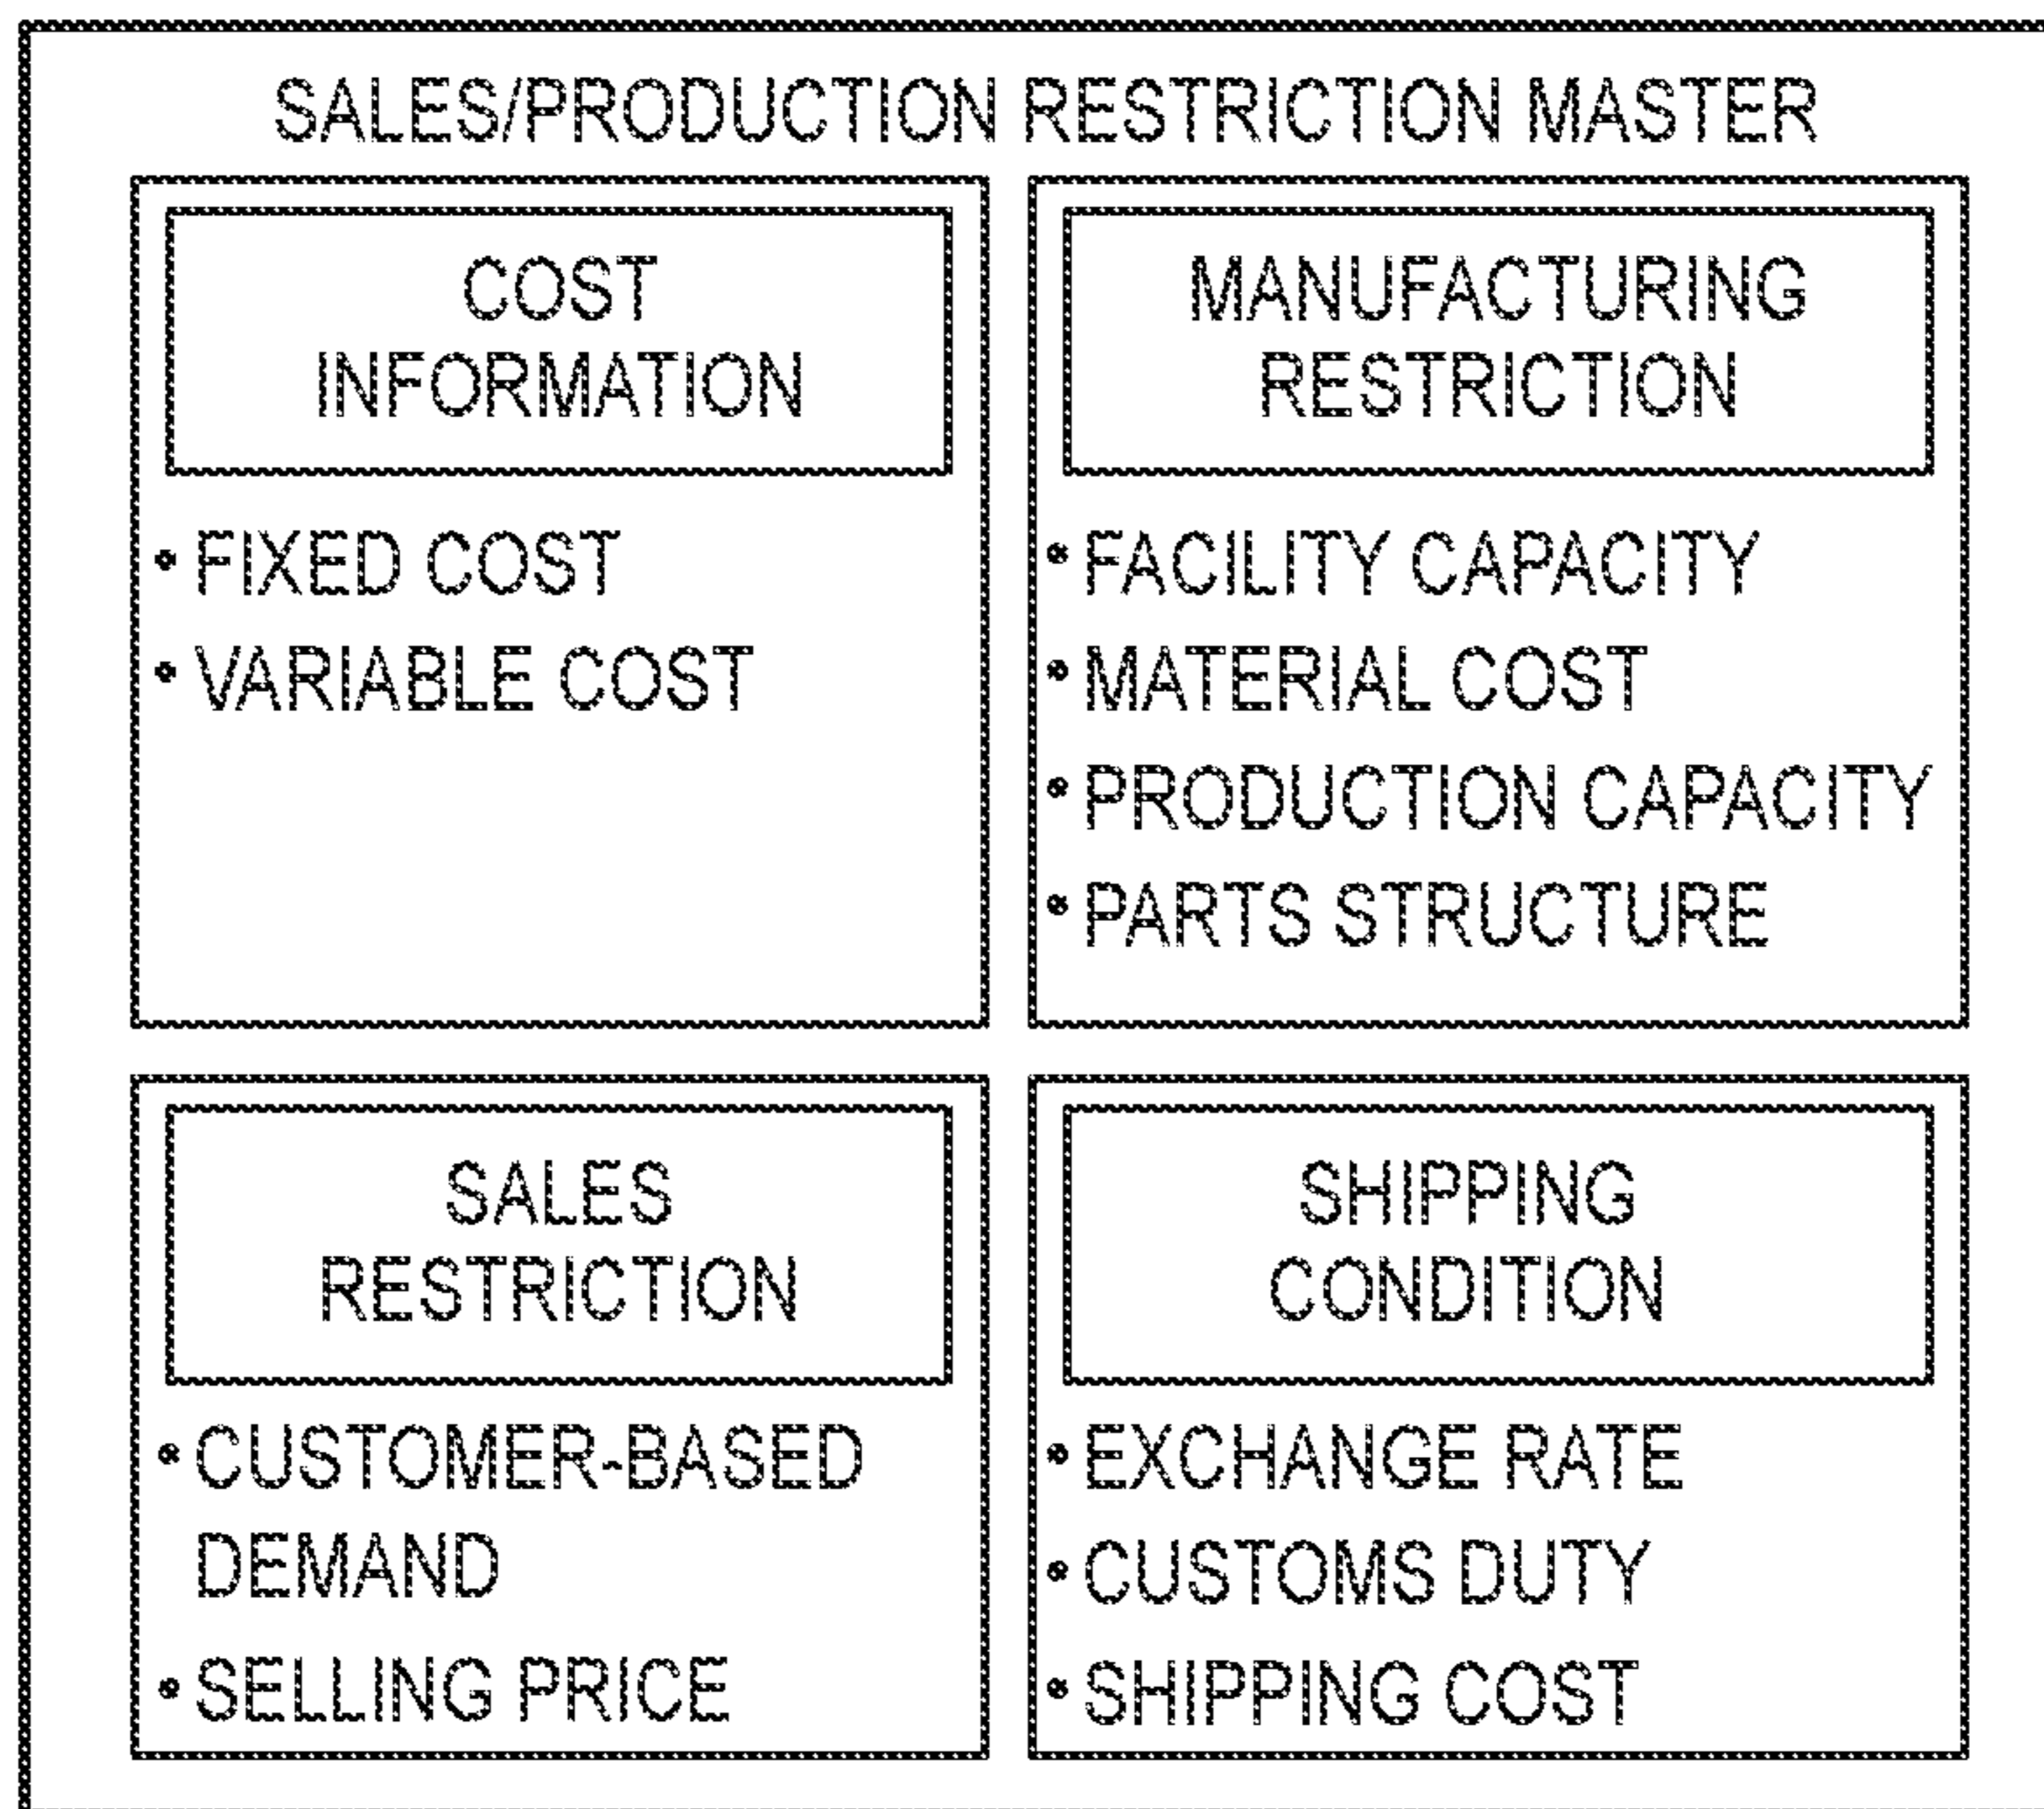 SALES/PRODUCTION RESTRICTION MASTER
COST
INFORMATION
• FIXED COST
• VARIABLE COST
MANUFACTURING
RESTRICTION
• FACILITY CAPACITY
• MATERIAL COST
• PRODUCTION CAPACITY
• PARTS STRUCTURE
SALES
RESTRICTION
• CUSTOMER-BASED
DEMAND
• SELLING PRICE
SHIPPING
CONDITION
• EXCHANGE RATE
• CUSTOMS DUTY
• SHIPPING COST